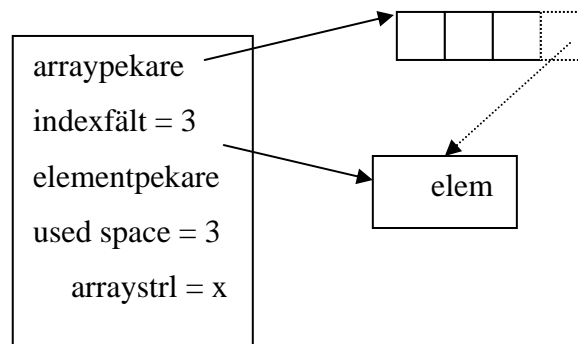 arraypekare
indexfält = 3
elementpekare
elem
used space = 3
arraystrl = x